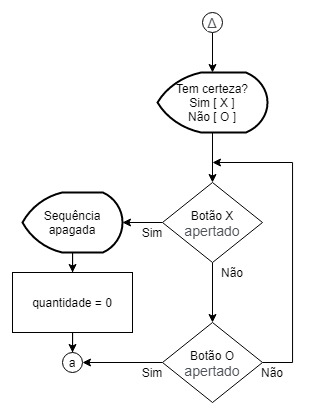 Δ
Tem certeza?
Sim [ X ]
Não [ O ]
Botão X
apertado
Sim
Não
Sequência
apagada
quantidade = 0
a
Botão O
apertado
Sim
Não